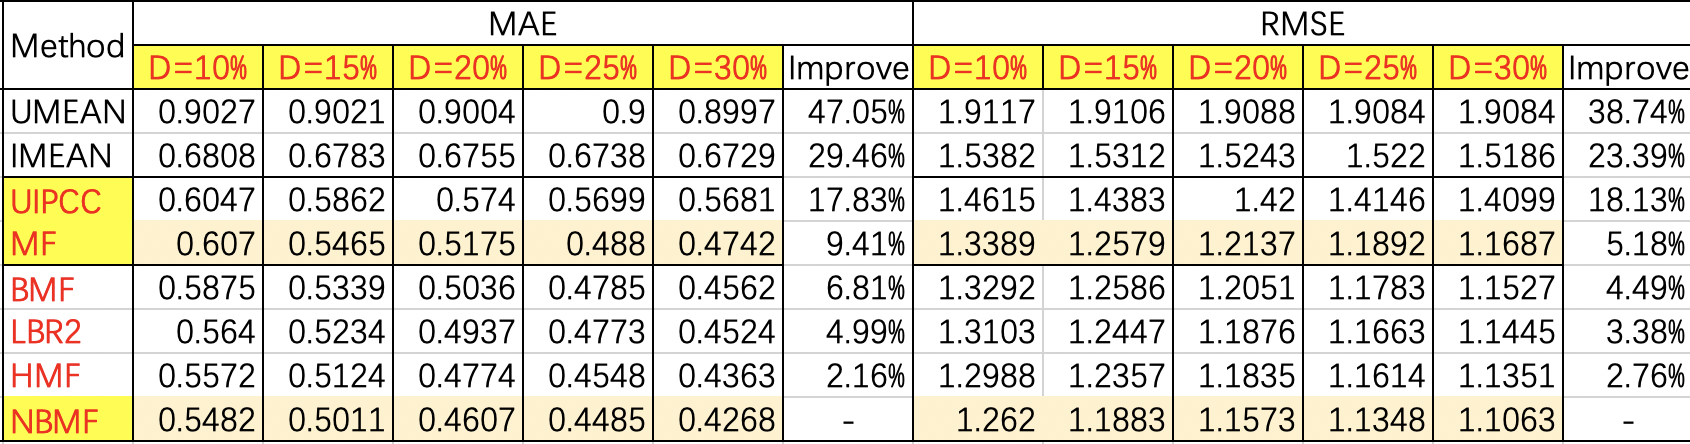 Method MAE RMSE
D=10% D=15% D=20% D=25% D=30% Improve D=10% D=15% D=20% D=25% D=30% Improve
UMEAN 0.9027 0.9021 0.9004 0.9 0.8997 47.05% 1.9117 1.9106 1.9088 1.9084 1.9084 38.74%
IMEAN 0.6808 0.6783 0.6755 0.6738 0.6729 29.46% 1.5382 1.5312 1.5243 1.522 1.5186 23.39%
UIPCC 0.6047 0.5862 0.574 0.5699 0.5681 17.83% 1.4615 1.4383 1.42 1.4146 1.4099 18.13%
MF 0.607 0.5465 0.5175 0.488 0.4742 9.41% 1.3389 1.2579 1.2137 1.1892 1.1687 5.18%
BMF 0.5875 0.5339 0.5036 0.4785 0.4562 6.81% 1.3292 1.2586 1.2051 1.1783 1.1527 4.49%
LBR2 0.564 0.5234 0.4937 0.4773 0.4524 4.99% 1.3103 1.2447 1.1876 1.1663 1.1445 3.38%
HMF 0.5572 0.5124 0.4774 0.4548 0.4363 2.16% 1.2988 1.2357 1.1835 1.1614 1.1351 2.76%
NBMF 0.5482 0.5011 0.4607 0.4485 0.4268 - 1.262 1.1883 1.1573 1.1348 1.1063 -